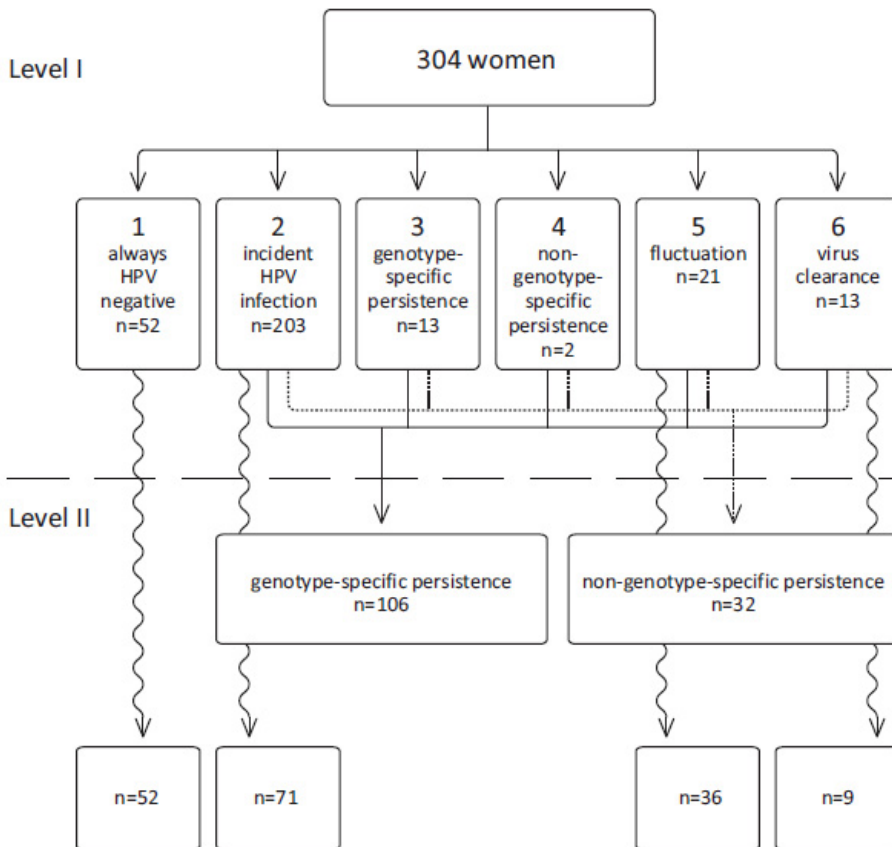 Level I
304 women
1
always
HPV
negative
n=52
2
incident
HPV
infection
n=203
3
genotype-
specific
persistence
n=13
4
non-
genotype-
specific
persistence
n=2
5
fluctuation
n=21
6
virus
clearance
n=13
Level II
genotype-specific persistence
n=106
non-genotype-specific persistence
n=32
n=52
n=71
n=36
n=9